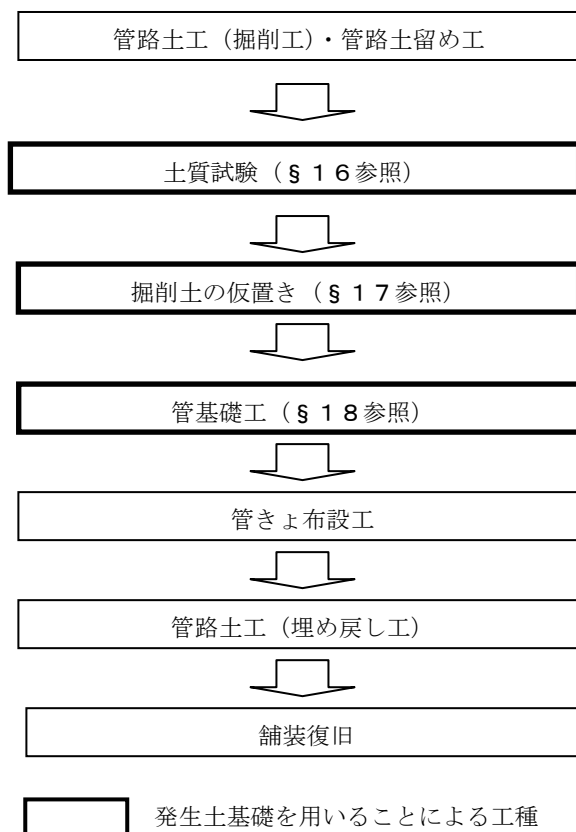 管路土工（掘削工）・管路土留め工
土質試験（§１６参照）
掘削土の仮置き（§１７参照）
管基礎工（§１８参照）
管きょ布設工
管路土工（埋め戻し工）
舗装復旧
発生土基礎を用いることによる工種